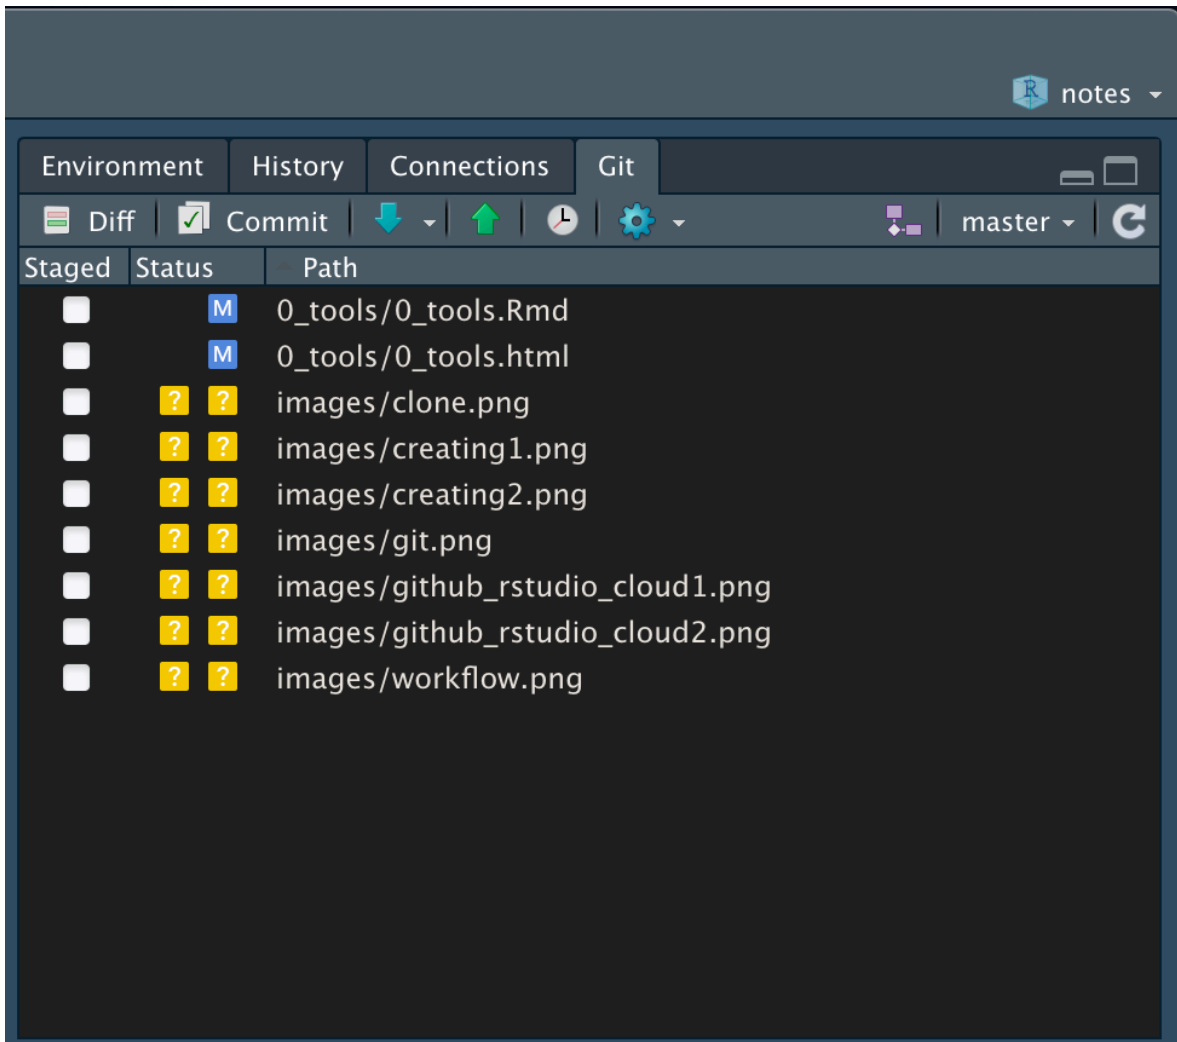 notes
Environment History Connections Git
Diff Commit master
Staged Status Path
M 0_tools/0_tools.Rmd
M 0_tools/0_tools.html
? ? images/clone.png
? ? images/creating1.png
? ? images/creating2.png
? ? images/git.png
? ? images/github_rstudio_cloud1.png
? ? images/github_rstudio_cloud2.png
? ? images/workflow.png